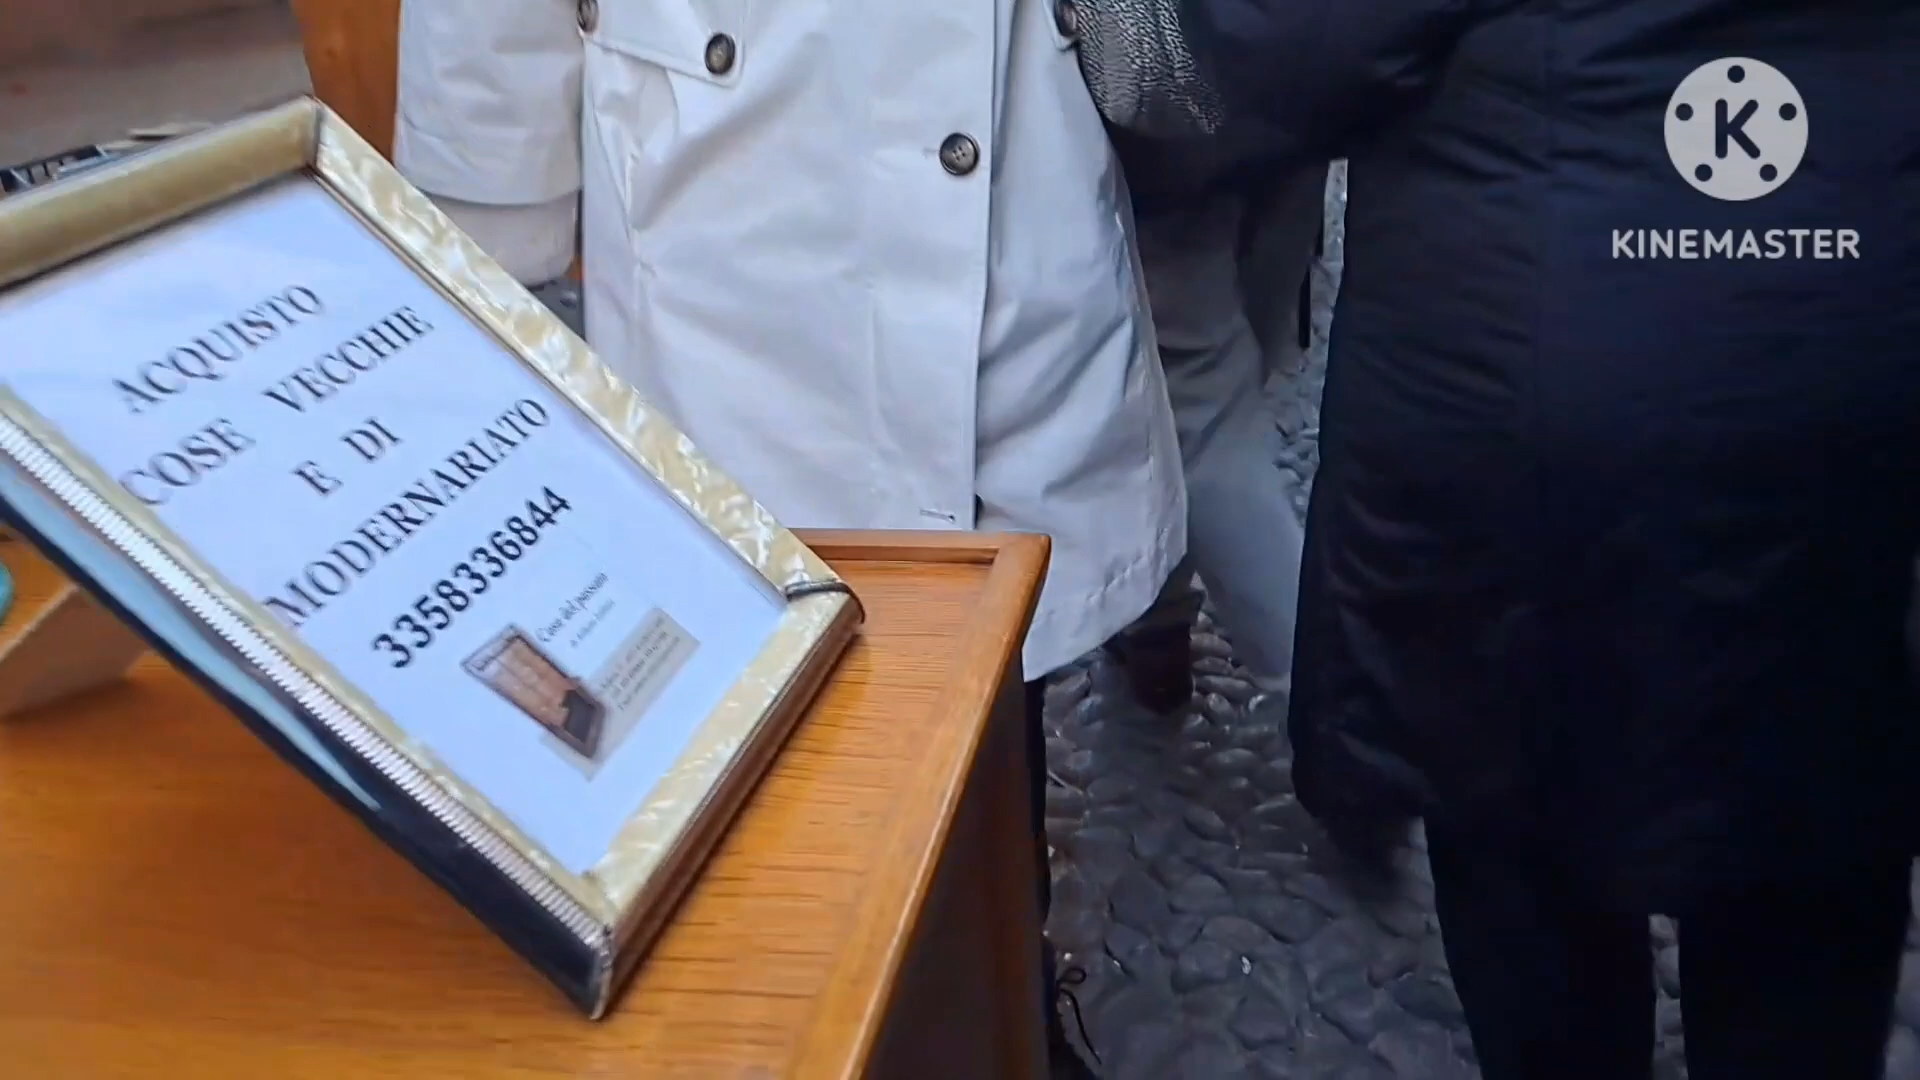 ACQUISTO
COSE VECCHIE
E DI
MODERNARIATO
3358336844
Cose del passato
K
KINEMASTER